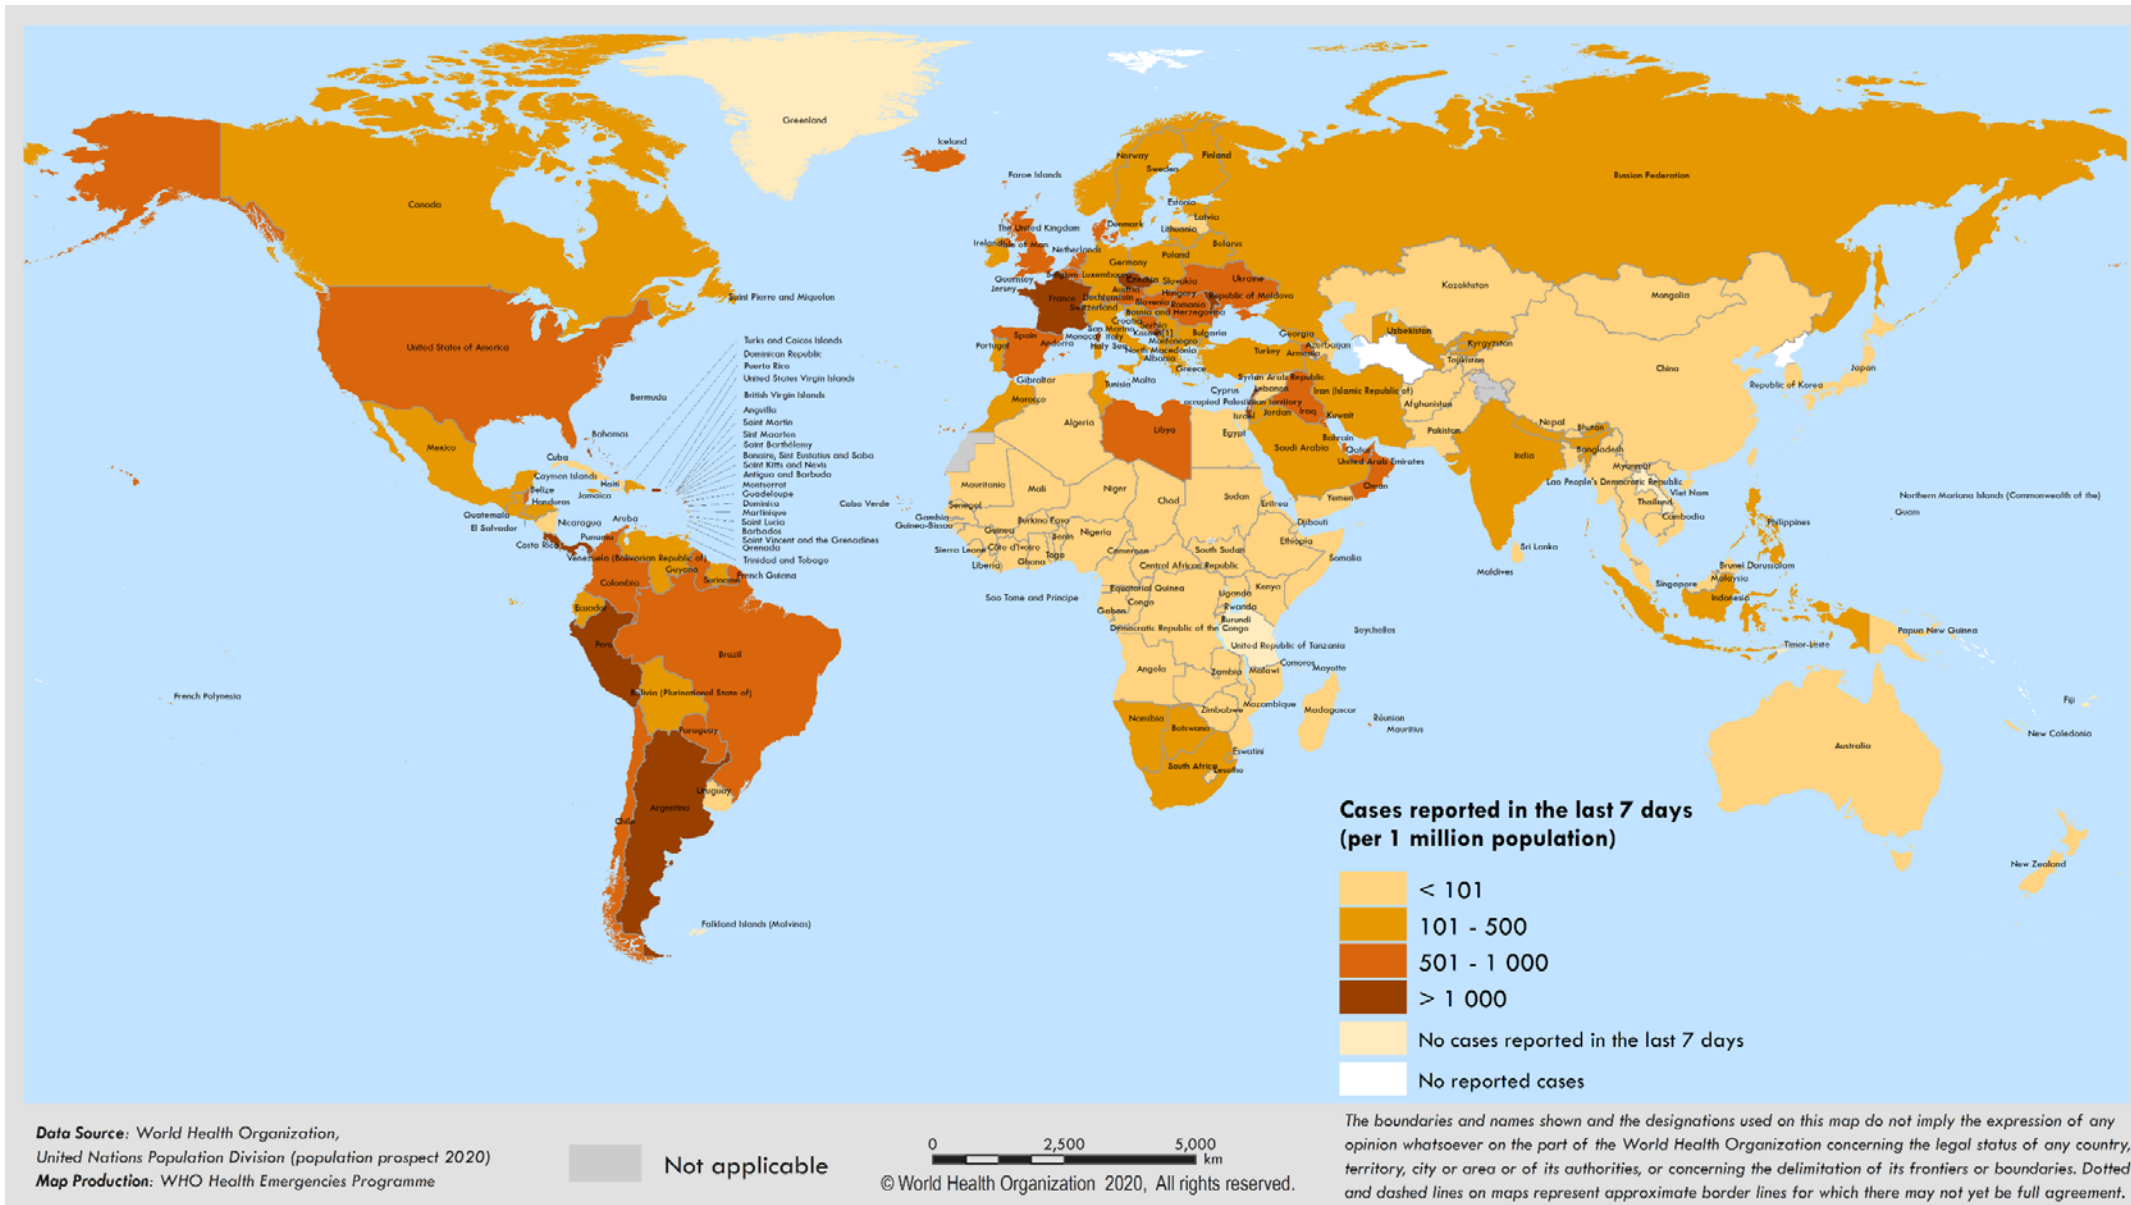 Greenland
Iceland
Faroe Islands
Norway
Sweden
Finland
Russian Federation
Canada
Estonia
Latvia
Denmark
Lithuania
The United Kingdom
Ireland
Isle of Man
Netherlands
Belarus
Poland
Germany
Guernsey
Jersey
Belgium
Luxembourg
Czechia
Slovakia
Ukraine
Austria
France
Liechtenstein
Hungary
Republic of Moldova
Switzerland
Slovenia
Romania
Bosnia and Herzegovina
Croatia
Serbia
San Marino
Kosovo[1]
Bulgaria
Spain
Andorra
Monaco
Italy
Montenegro
Portugal
Holy See
North Macedonia
Albania
Greece
Georgia
Azerbaijan
Turkey
Armenia
Kazakhstan
Mongolia
Uzbekistan
Kyrgyzstan
Tajikistan
China
Japan
Republic of Korea
Saint Pierre and Miquelon
United States of America
Turks and Caicos Islands
Dominican Republic
Puerto Rico
United States Virgin Islands
British Virgin Islands
Anguilla
Saint Martin
Sint Maarten
Saint Barthélemy
Bonaire, Sint Eustatius and Saba
Saint Kitts and Nevis
Antigua and Barbuda
Montserrat
Guadeloupe
Dominica
Martinique
Saint Lucia
Barbados
Saint Vincent and the Grenadines
Grenada
Trinidad and Tobago
French Guiana
Bermuda
Bahamas
Mexico
Cuba
Cayman Islands
Haiti
Belize
Jamaica
Honduras
Guatemala
El Salvador
Nicaragua
Aruba
Costa Rica
Panama
Venezuela (Bolivarian Republic of)
Guyana
Suriname
Colombia
Ecuador
Peru
Brazil
Bolivia (Plurinational State of)
Paraguay
Uruguay
Argentina
Chile
Falkland Islands (Malvinas)
French Polynesia
Gibraltar
Tunisia
Malta
Cyprus
Syrian Arab Republic
Lebanon
occupied Palestinian territory
Israel
Jordan
Iraq
Iran (Islamic Republic of)
Kuwait
Afghanistan
Morocco
Algeria
Libya
Egypt
Saudi Arabia
Bahrain
Qatar
United Arab Emirates
Oman
Yemen
Pakistan
Nepal
Bhutan
India
Bangladesh
Myanmar
Lao People's Democratic Republic
Viet Nam
Thailand
Cambodia
Philippines
Northern Mariana Islands (Commonwealth of the)
Guam
Cabo Verde
Mauritania
Mali
Niger
Chad
Sudan
Eritrea
Senegal
Gambia
Guinea-Bissau
Guinea
Burkina Faso
Benin
Nigeria
Djibouti
Ethiopia
Somalia
Sierra Leone
Côte d'Ivoire
Togo
Ghana
Liberia
Cameroon
South Sudan
Central African Republic
Equatorial Guinea
Sao Tome and Principe
Gabon
Congo
Uganda
Kenya
Rwanda
Burundi
Democratic Republic of the Congo
United Republic of Tanzania
Seychelles
Comoros
Mayotte
Angola
Zambia
Malawi
Mozambique
Zimbabwe
Madagascar
Namibia
Botswana
Réunion
Mauritius
Eswatini
South Africa
Lesotho
Sri Lanka
Maldives
Brunei Darussalam
Malaysia
Singapore
Indonesia
Timor-Leste
Papua New Guinea
Fiji
New Caledonia
Australia
New Zealand
Cases reported in the last 7 days
(per 1 million population)
< 101
101 - 500
501 - 1 000
> 1 000
No cases reported in the last 7 days
No reported cases
Data Source: World Health Organization,
United Nations Population Division (population prospect 2020)
Map Production: WHO Health Emergencies Programme
Not applicable
0 2,500 5,000
km
© World Health Organization 2020, All rights reserved.
The boundaries and names shown and the designations used on this map do not imply the expression of any
opinion whatsoever on the part of the World Health Organization concerning the legal status of any country,
territory, city or area or of its authorities, or concerning the delimitation of its frontiers or boundaries. Dotted
and dashed lines on maps represent approximate border lines for which there may not yet be full agreement.